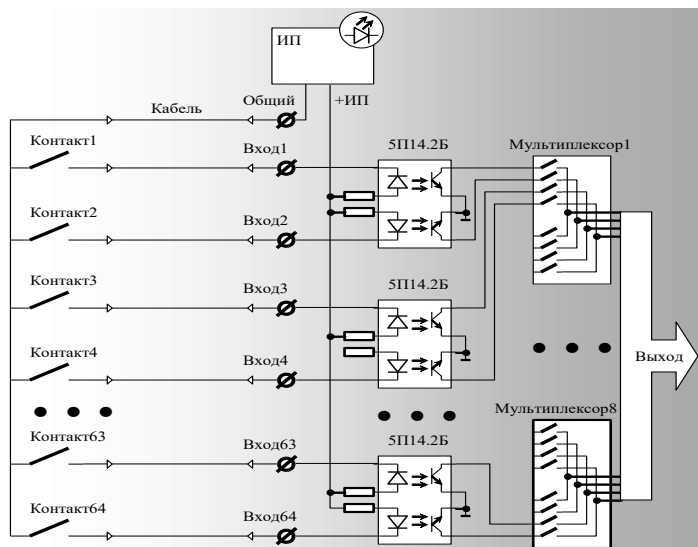 ИП
Кабель
Общий
+ИП
Контакт1
Вход1
5П14.2Б
Мультиплексор1
Контакт2
Вход2
Контакт3
Вход3
5П14.2Б
Контакт4
Вход4
Выход
Мультиплексор8
Контакт63
Вход63
5П14.2Б
Контакт64
Вход64